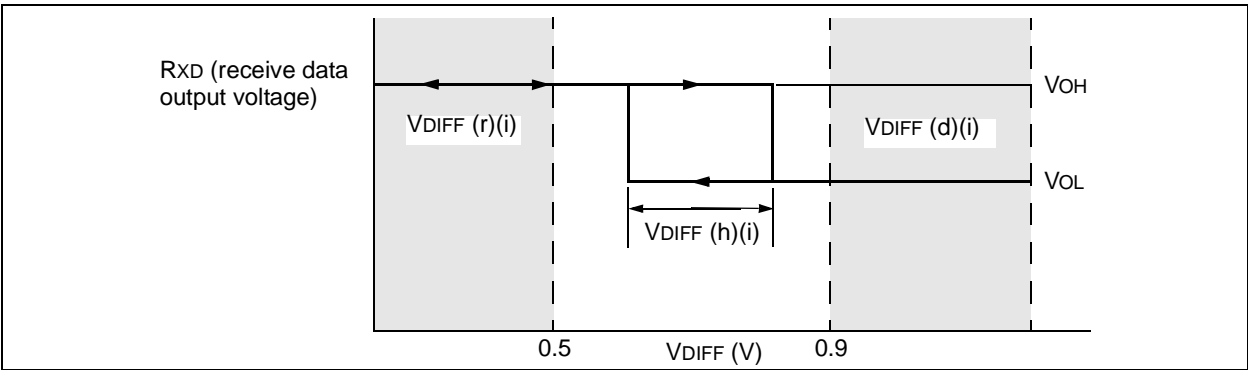 RXD (receive data
output voltage)
VOH
VDIFF (r)(i)
VDIFF (d)(i)
VOL
VDIFF (h)(i)
0.5
VDIFF (V)
0.9